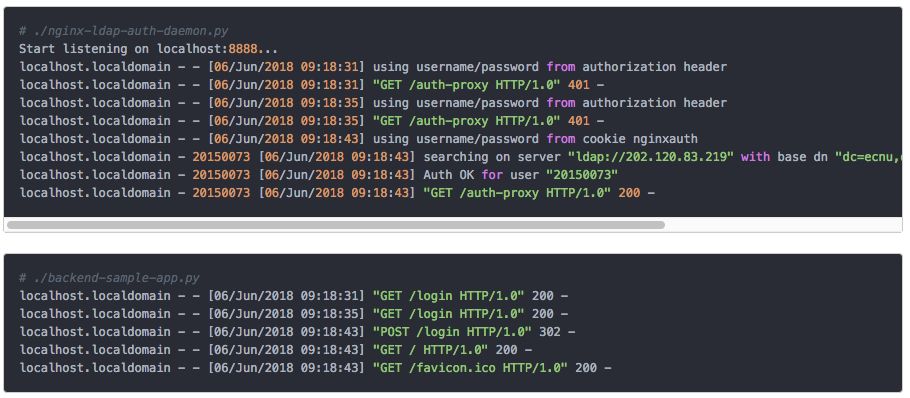 # ./nginx-ldap-auth-daemon.py
Start listening on localhost:8888...
localhost.localdomain - - [06/Jun/2018 09:18:31] using username/password from authorization header
localhost.localdomain - - [06/Jun/2018 09:18:31] "GET /auth-proxy HTTP/1.0" 401 -
localhost.localdomain - - [06/Jun/2018 09:18:35] using username/password from authorization header
localhost.localdomain - - [06/Jun/2018 09:18:35] "GET /auth-proxy HTTP/1.0" 401 -
localhost.localdomain - - [06/Jun/2018 09:18:43] using username/password from cookie nginxauth
localhost.localdomain - 20150073 [06/Jun/2018 09:18:43] searching on server "ldap://202.120.83.219" with base dn "dc=ecnu,
localhost.localdomain - 20150073 [06/Jun/2018 09:18:43] Auth OK for user "20150073"
localhost.localdomain - 20150073 [06/Jun/2018 09:18:43] "GET /auth-proxy HTTP/1.0" 200 -
# ./backend-sample-app.py
localhost.localdomain - - [06/Jun/2018 09:18:31] "GET /login HTTP/1.0" 200 -
localhost.localdomain - - [06/Jun/2018 09:18:35] "GET /login HTTP/1.0" 200 -
localhost.localdomain - - [06/Jun/2018 09:18:43] "POST /login HTTP/1.0" 302 -
localhost.localdomain - - [06/Jun/2018 09:18:43] "GET / HTTP/1.0" 200 -
localhost.localdomain - - [06/Jun/2018 09:18:43] "GET /favicon.ico HTTP/1.0" 200 -